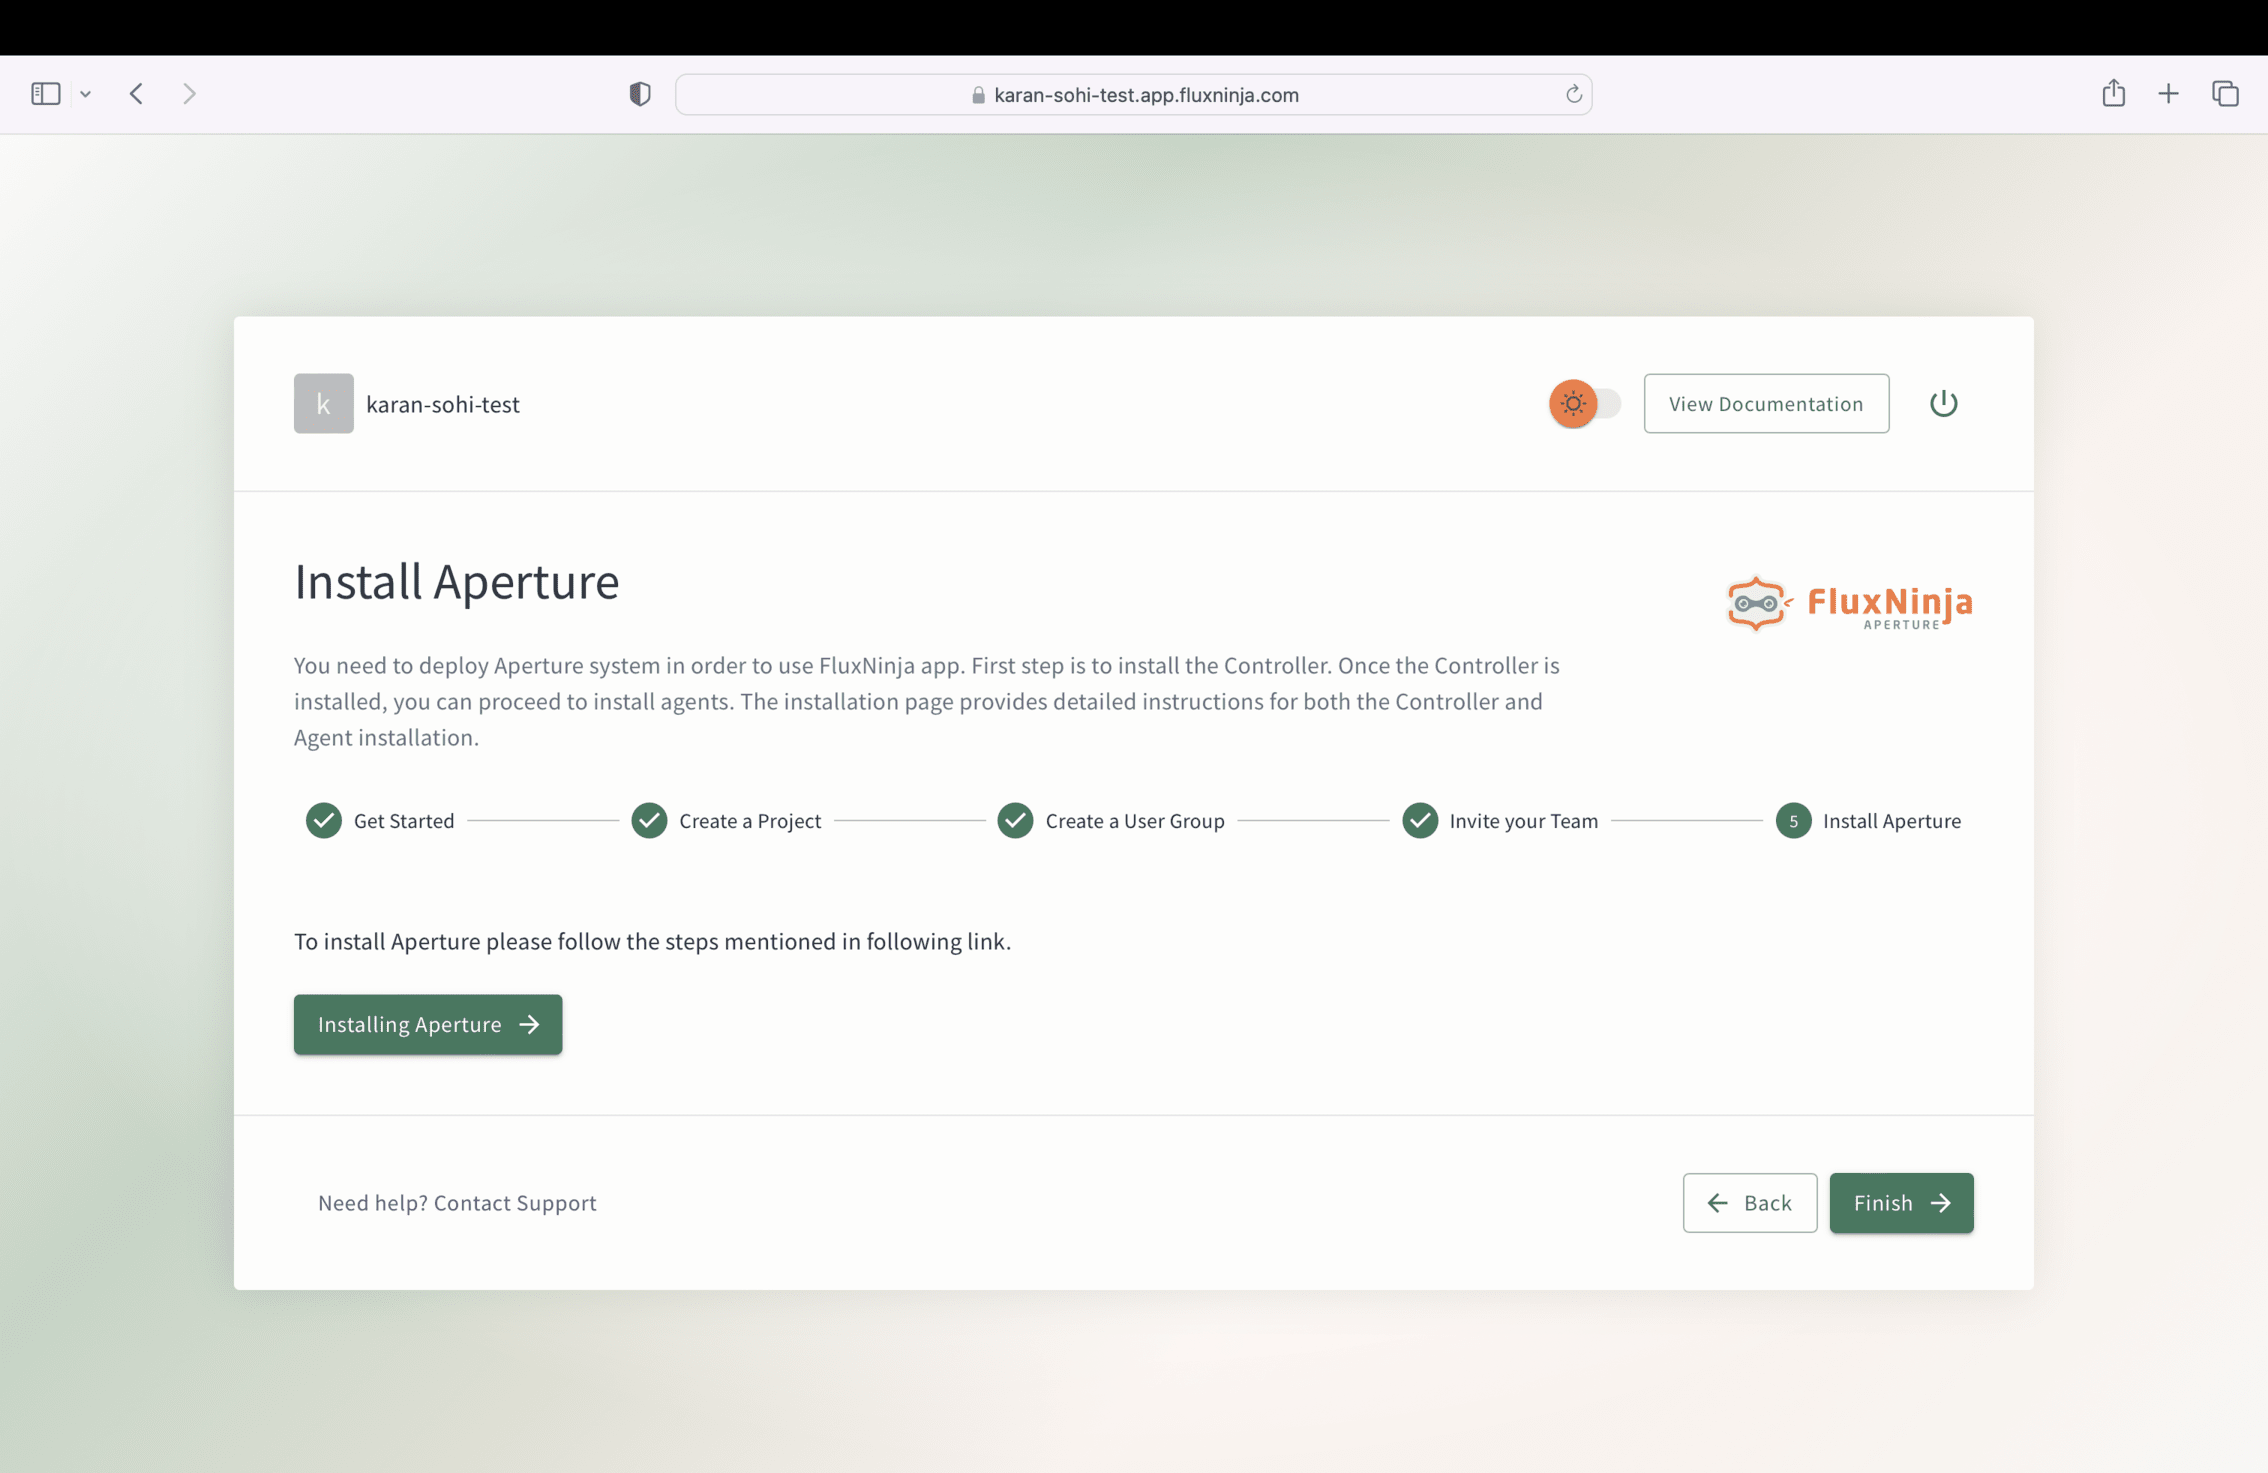 karan-sohi-test.app.fluxninja.com
k
karan-sohi-test
View Documentation
Install Aperture
FluxNinja
APERTURE
You need to deploy Aperture system in order to use FluxNinja app. First step is to install the Controller. Once the Controller is
installed, you can proceed to install agents. The installation page provides detailed instructions for both the Controller and
Agent installation.
Get Started
Create a Project
Create a User Group
Invite your Team
5
Install Aperture
To install Aperture please follow the steps mentioned in following link.
Installing Aperture
Need help? Contact Support
Back
Finish